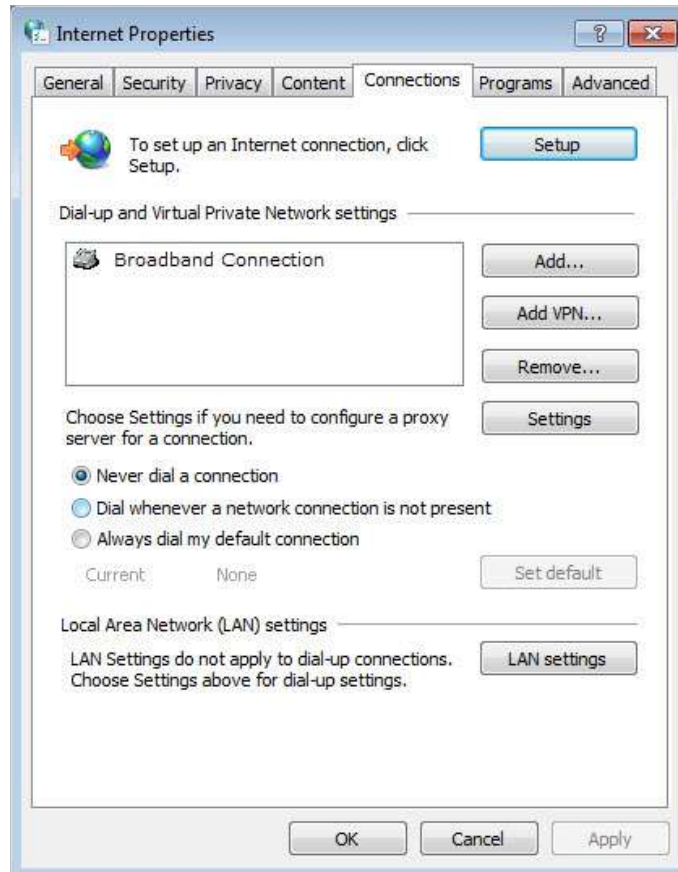 Internet Properties
General Security Privacy Content Connections Programs Advanced
To set up an Internet connection, click
Setup.
Setup
Dial-up and Virtual Private Network settings
Broadband Connection
Add...
Add VPN...
Remove...
Choose Settings if you need to configure a proxy
server for a connection.
Settings
Never dial a connection
Dial whenever a network connection is not present
Always dial my default connection
Current None
Set default
Local Area Network (LAN) settings
LAN Settings do not apply to dial-up connections.
Choose Settings above for dial-up settings.
LAN settings
OK Cancel Apply